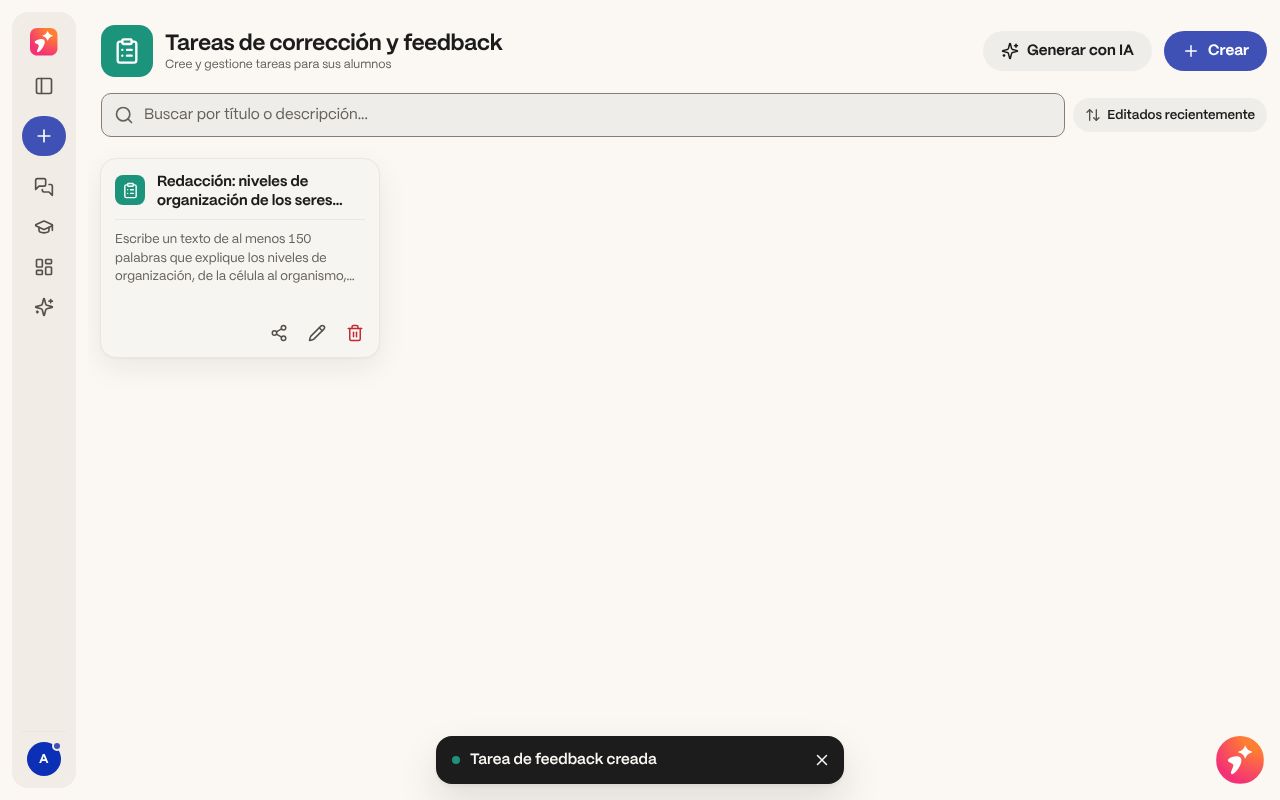 Tareas de corrección y feedback
Cree y gestione tareas para sus alumnos
Generar con IA
Crear
Buscar por título o descripción...
Editados recientemente
Redacción: niveles de
organización de los seres...
Escribe un texto de al menos 150
palabras que explique los niveles de
organización, de la célula al organismo,...
A
Tarea de feedback creada